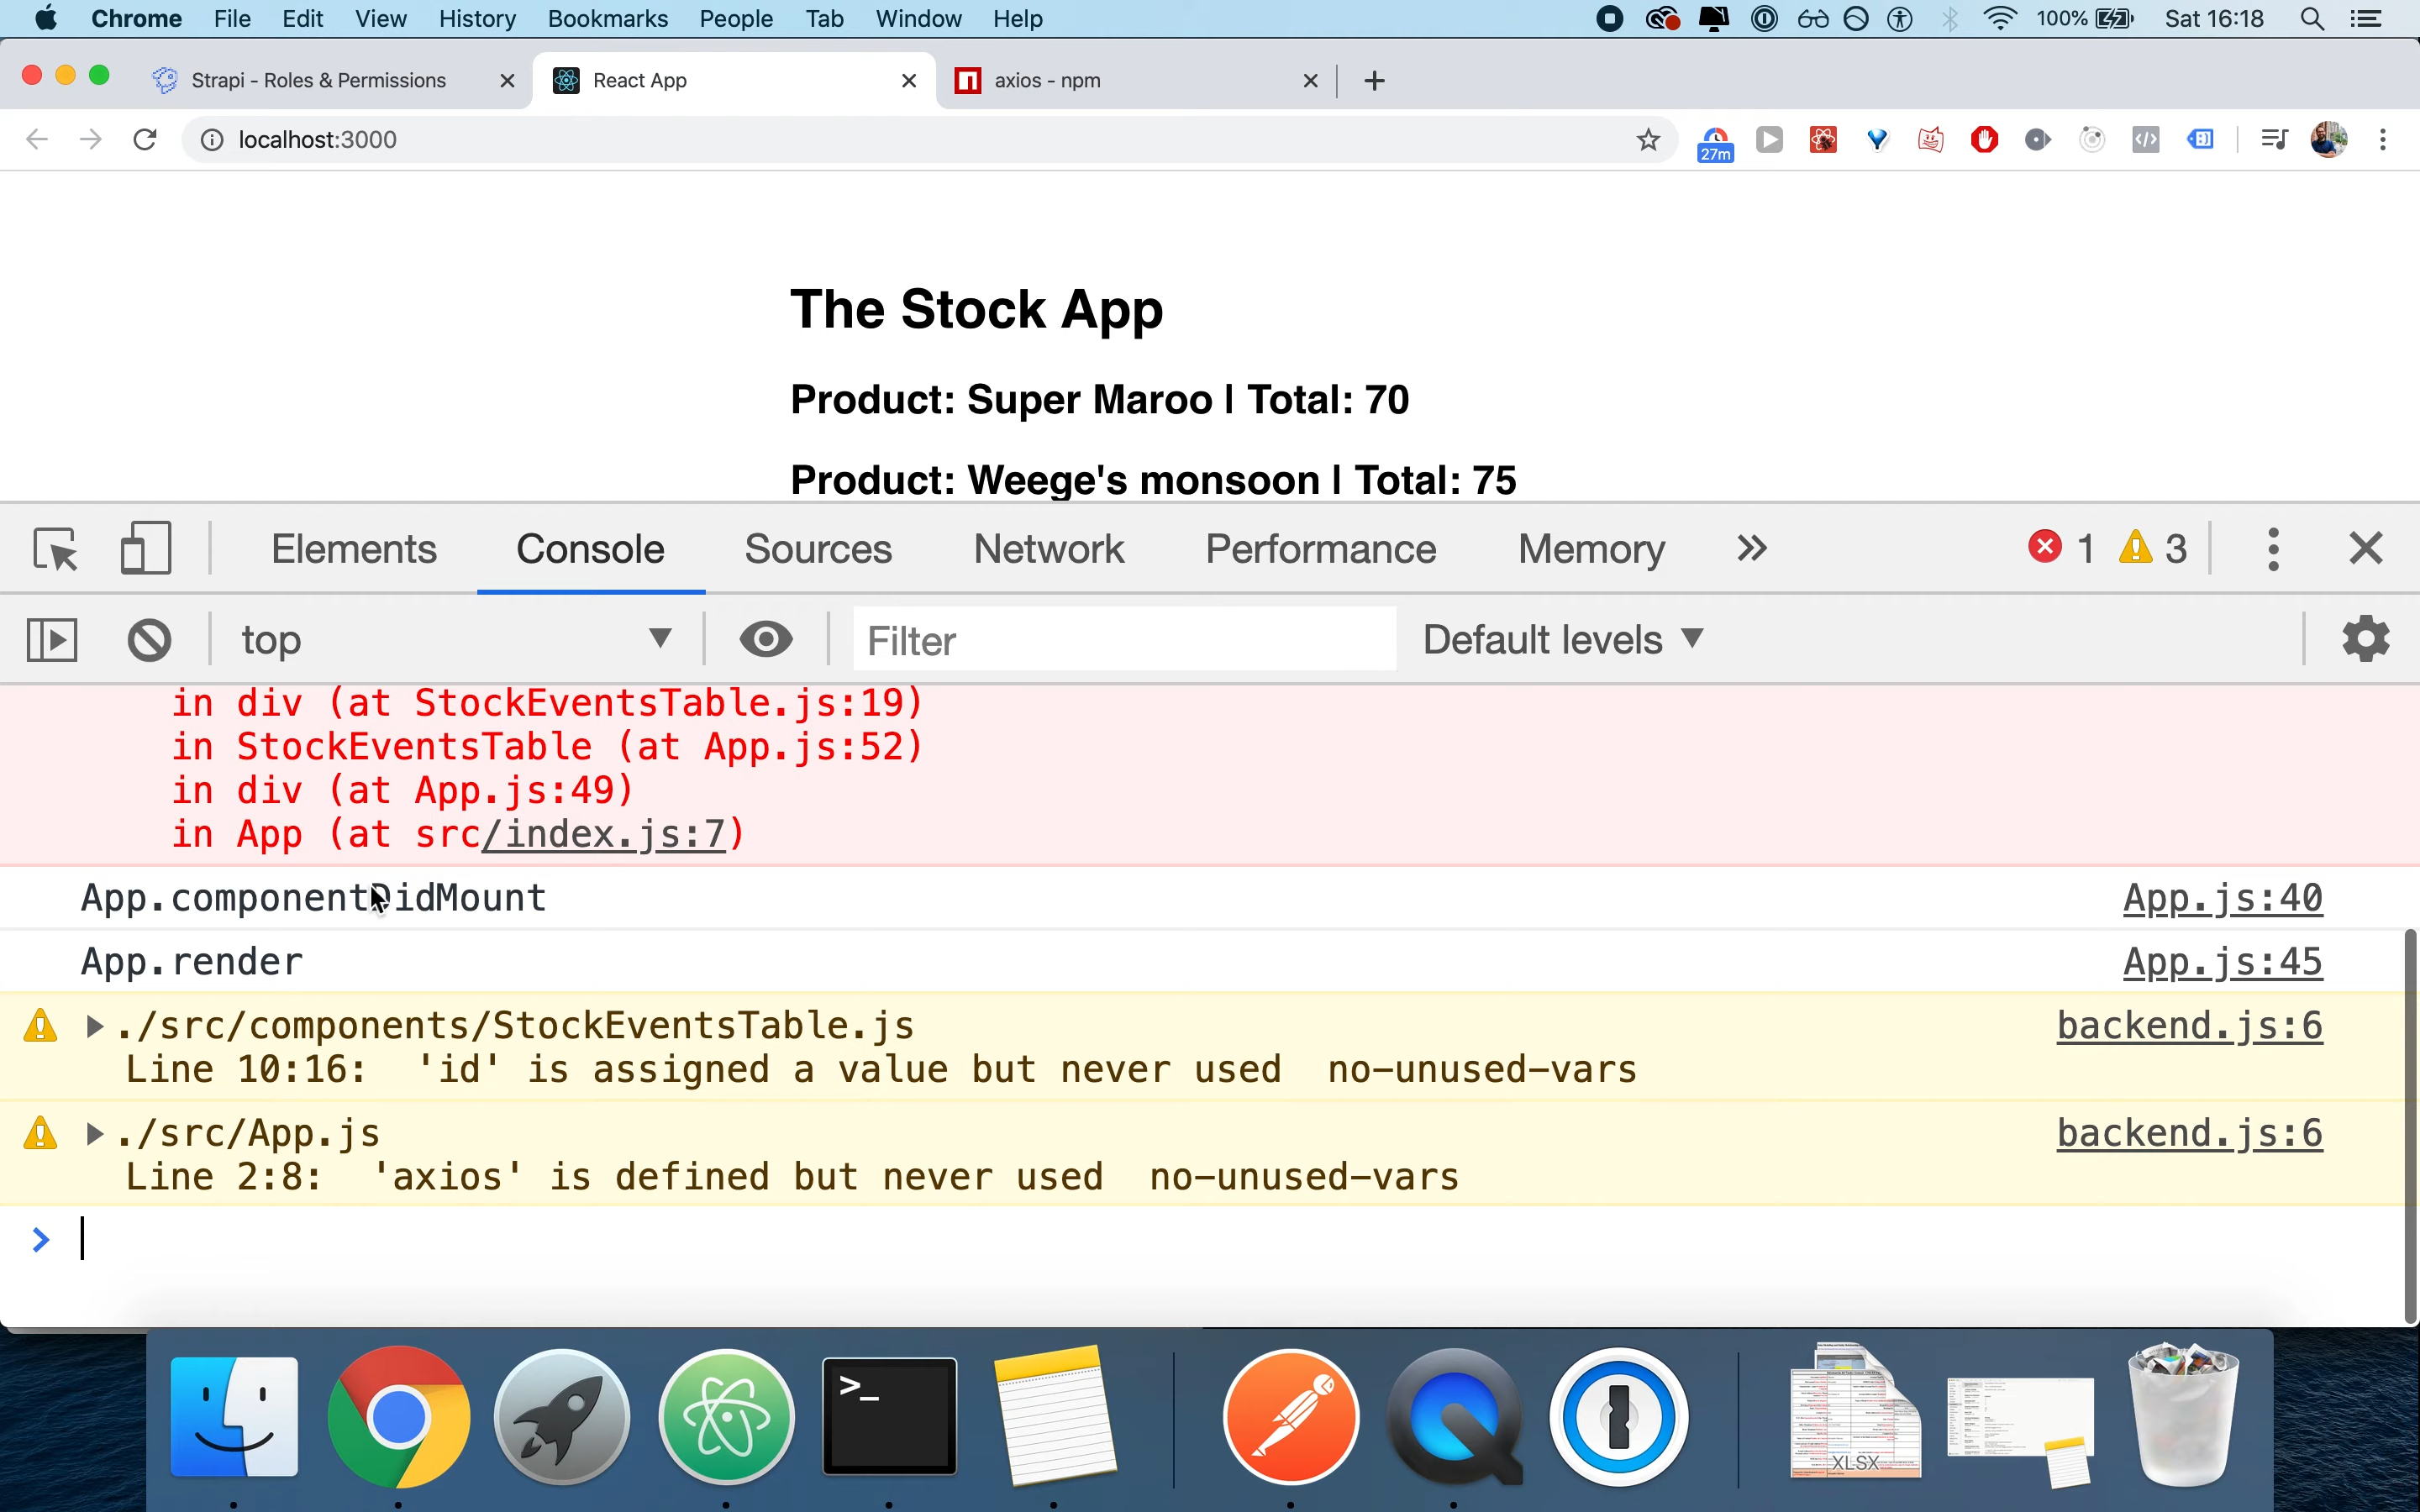 Chrome File Edit View History Bookmarks People Tab Window Help 100% Sat 16:18
Strapi - Roles & Permissions React App axios - npm
localhost:3000 27m
The Stock App
Product: Super Maroo | Total: 70
Product: Weege's monsoon | Total: 75
Elements Console Sources Network Performance Memory 1 3
top Filter Default levels
in div (at StockEventsTable.js:19)
in StockEventsTable (at App.js:52)
in div (at App.js:49)
in App (at src/index.js:7)
App.componentDidMount App.js:40
App.render App.js:45
./src/components/StockEventsTable.js backend.js:6
Line 10:16: 'id' is assigned a value but never used no-unused-vars
./src/App.js backend.js:6
Line 2:8: 'axios' is defined but never used no-unused-vars
XLSX